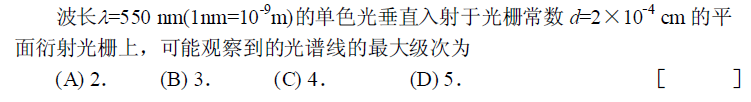 波长λ=550 nm(1nm=10⁻⁹m)的单色光垂直入射于光栅常数 d=2×10⁻⁴ cm 的平
面衍射光栅上，可能观察到的光谱线的最大级次为
(A) 2． (B) 3． (C) 4． (D) 5． [ ]